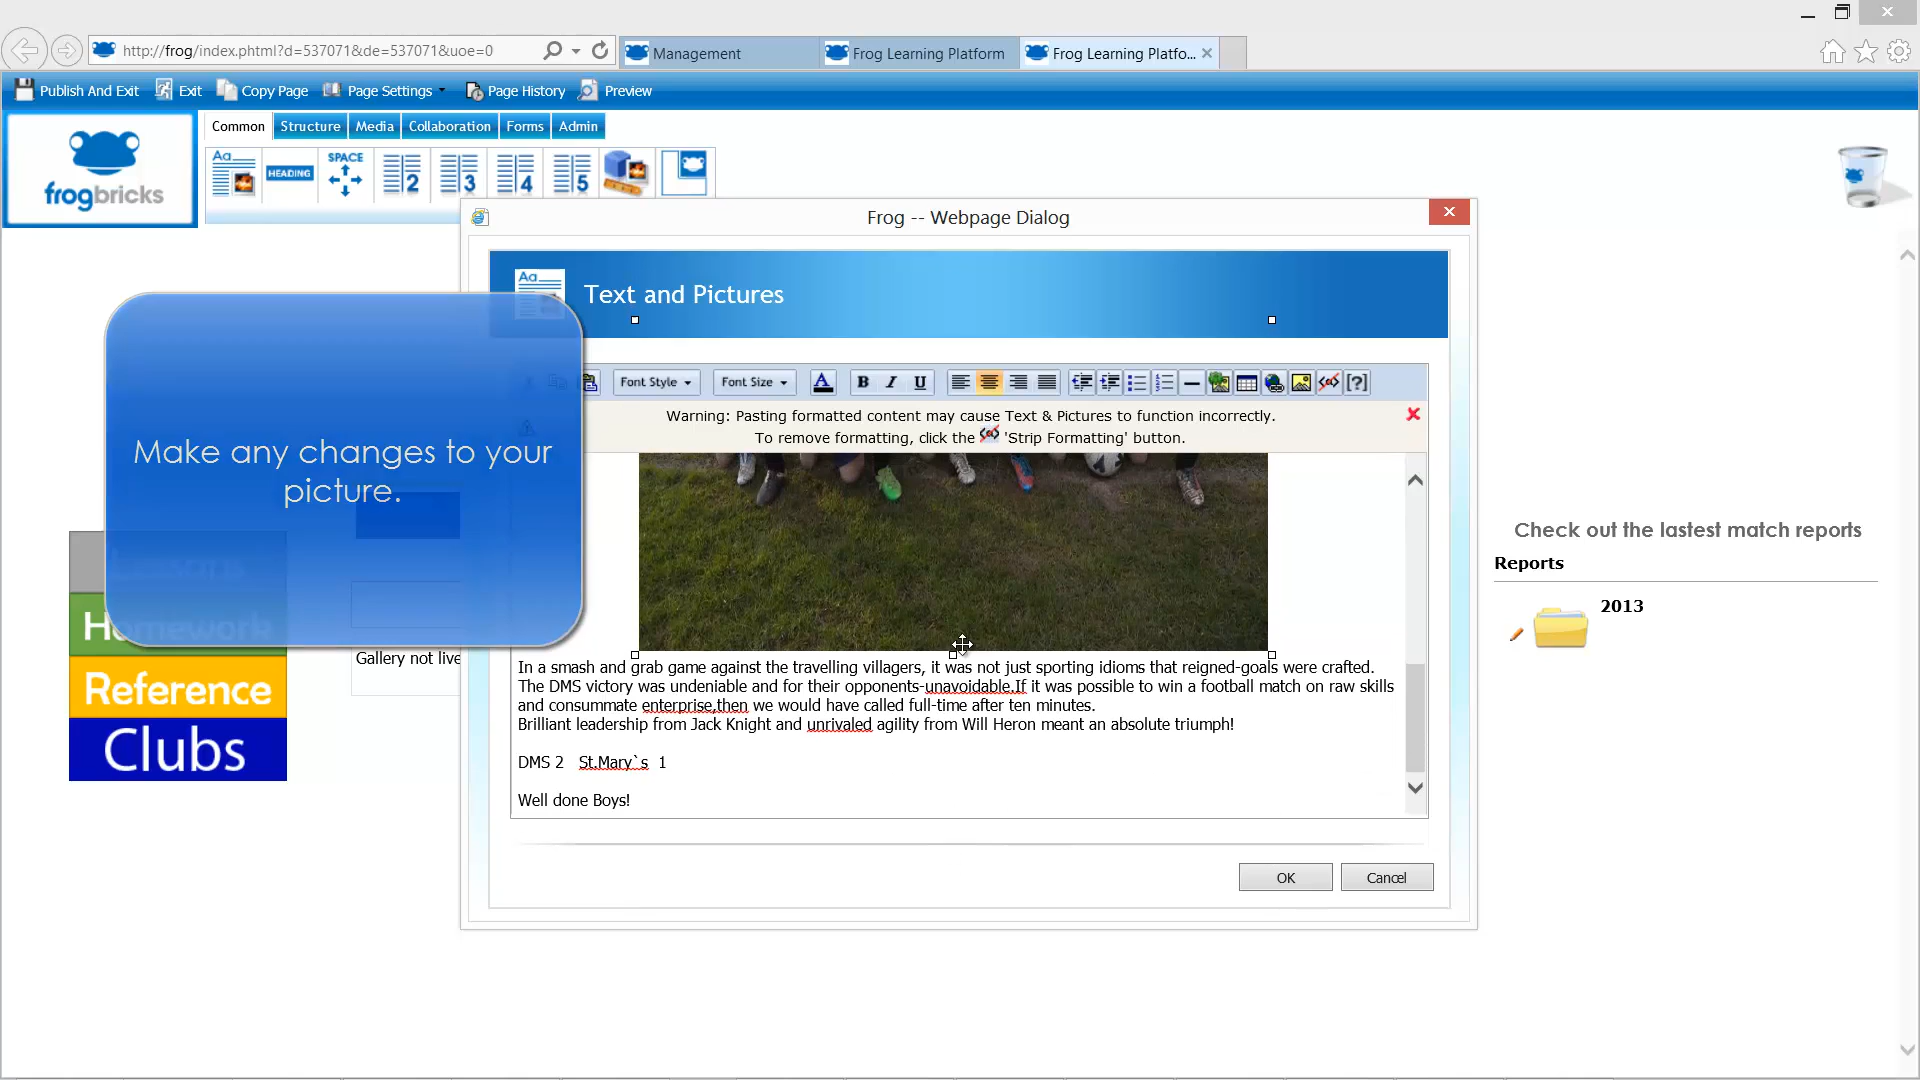 http://frog/index.phtml?d=537071&de=537071&uoe=0
Management
Frog Learning Platform
Frog Learning Platfo...
Publish And Exit
Exit
Copy Page
Page Settings
Page History
Preview
frogbricks
Common
Structure
Media
Collaboration
Forms
Admin
Aa
HEADING
SPACE
2
3
4
5
Frog -- Webpage Dialog
Aa
Text and Pictures
Font Style
Font Size
A
B
I
U
[?]
Warning: Pasting formatted content may cause Text & Pictures to function incorrectly.
To remove formatting, click the 'Strip Formatting' button.
Make any changes to your
picture.
Lessons
Homework
Reference
Clubs
Gallery not live
In a smash and grab game against the travelling villagers, it was not just sporting idioms that reigned-goals were crafted.
The DMS victory was undeniable and for their opponents-unavoidable.If it was possible to win a football match on raw skills
and consummate enterprise,then we would have called full-time after ten minutes.
Brilliant leadership from Jack Knight and unrivaled agility from Will Heron meant an absolute triumph!
DMS 2 St.Mary`s 1
Well done Boys!
OK
Cancel
Check out the lastest match reports
Reports
2013